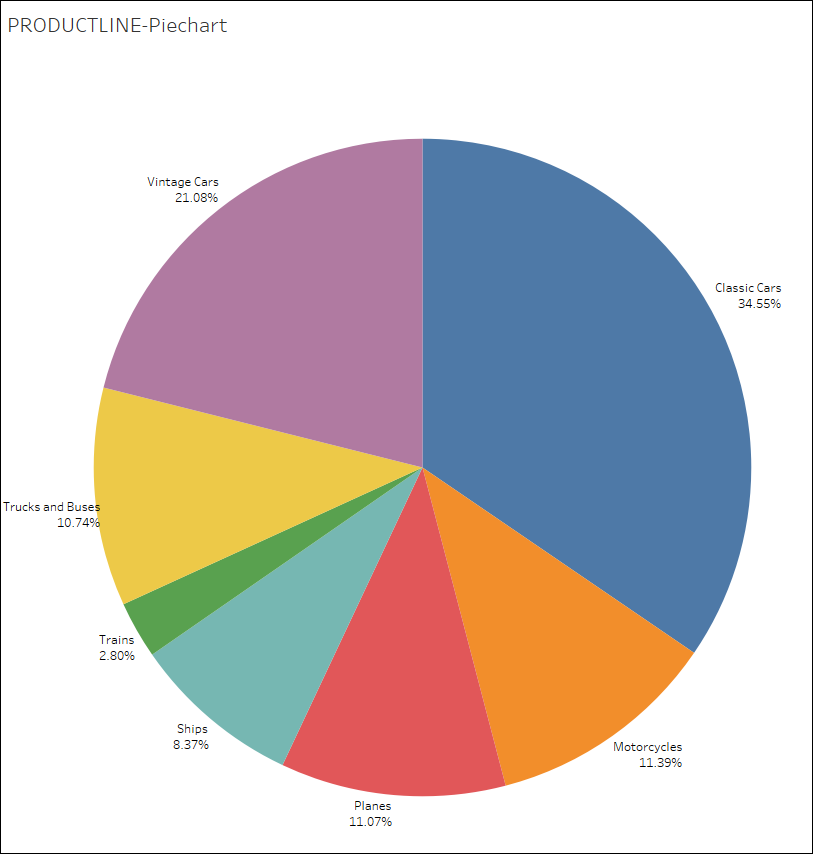 PRODUCTLINE-Piechart
Vintage Cars
21.08%
Classic Cars
34.55%
Trucks and Buses
10.74%
Trains
2.80%
Ships
8.37%
Motorcycles
11.39%
Planes
11.07%